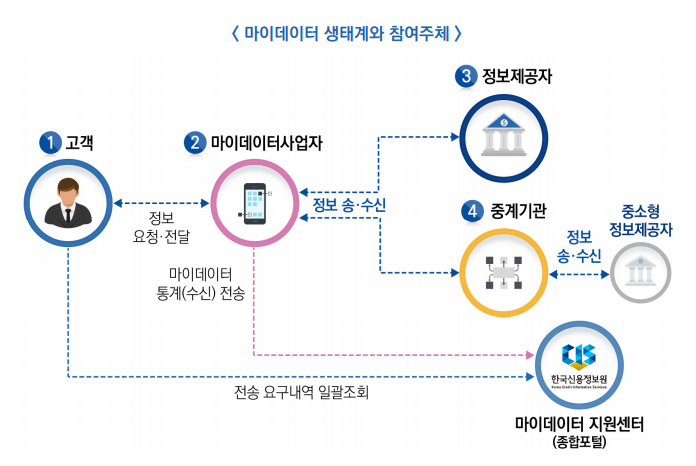 < 마이데이터 생태계와 참여주체 >
3 정보제공자
1 고객
2 마이데이터사업자
정보
요청·전달
정보 송·수신
4 중계기관
중소형
정보제공자
정보
송·수신
마이데이터
통계(수신) 전송
전송 요구내역 일괄조회
CIS
한국신용정보원
Korea Credit Information Services
마이데이터 지원센터
(종합포털)